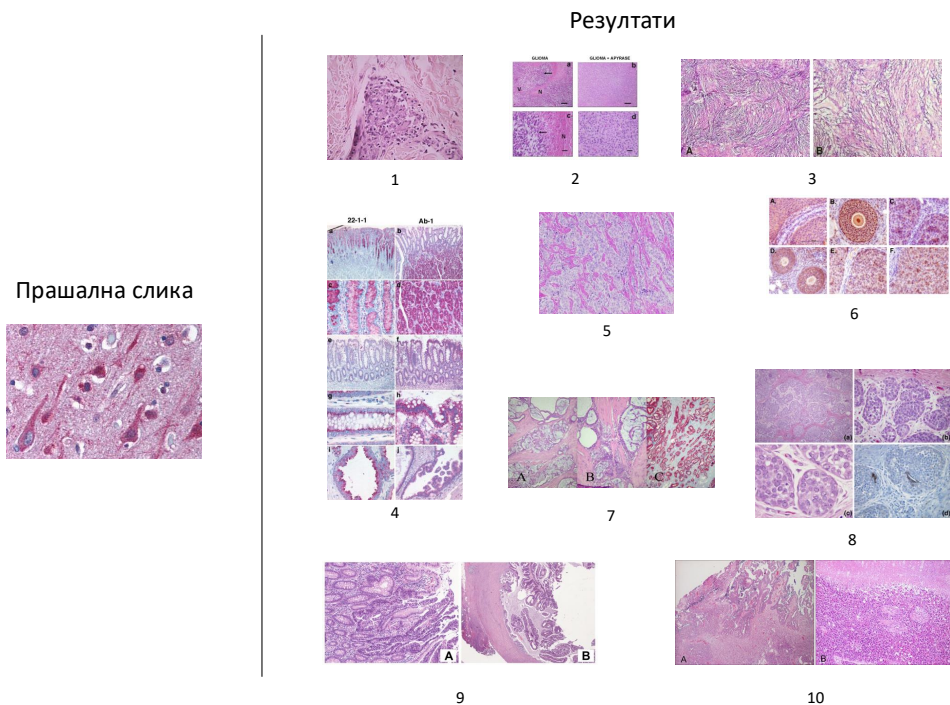 Резултати
Прашална слика
GLIOMA
GLIOMA + APYRASE
a
b
V
N
c
d
N
1
2
A
B
3
22-1-1
Ab-1
a
b
c
d
e
f
g
h
i
j
4
5
A.
B.
C.
D.
E.
F.
6
A
B
C
7
(a)
(b)
(c)
(d)
8
A
B
9
A
B
10